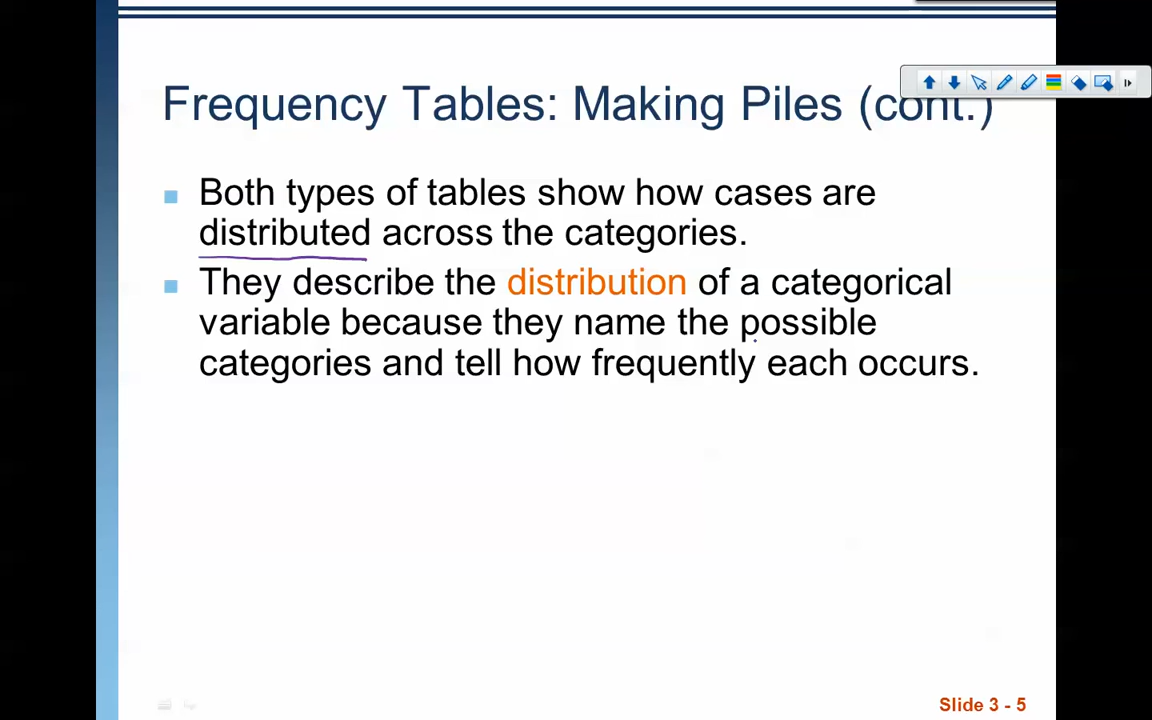 Frequency Tables: Making Piles (cont.)
Both types of tables show how cases are
distributed across the categories.
They describe the distribution of a categorical
variable because they name the possible
categories and tell how frequently each occurs.
Slide 3 - 5